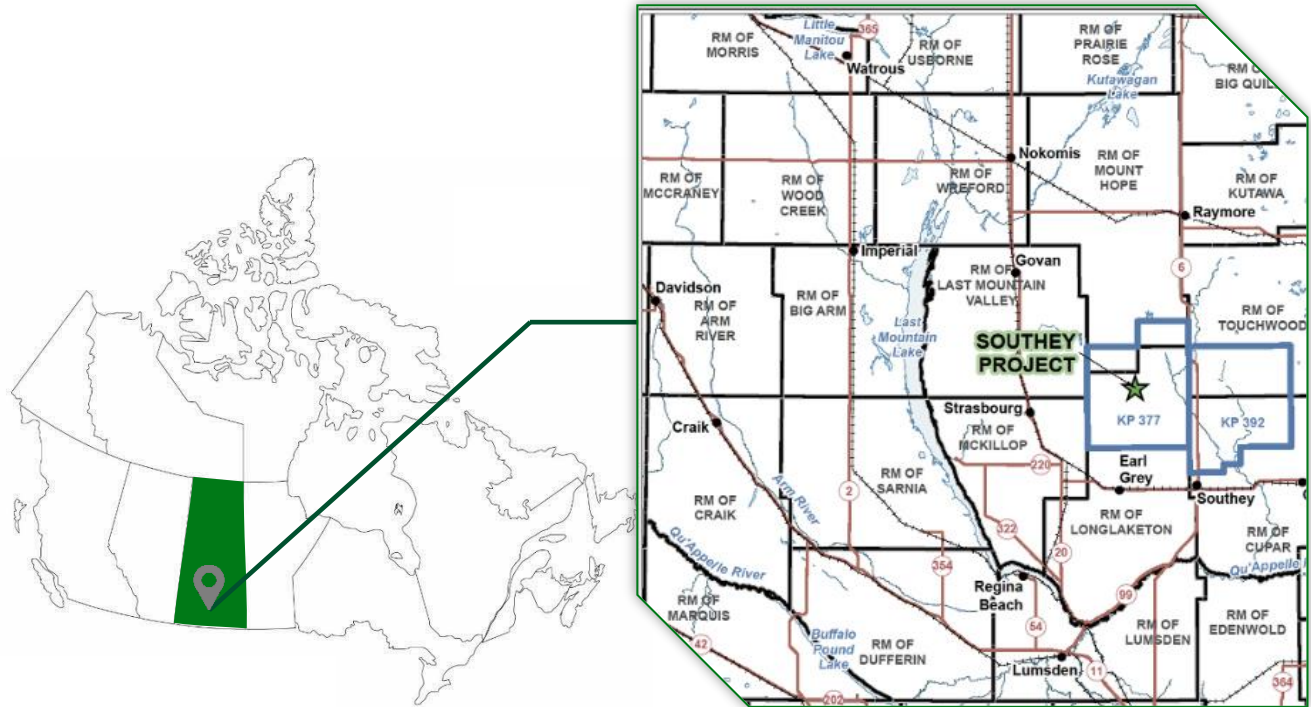 Little
Manitou
Lake
365
RM OF
MORRIS
Watrous
RM OF
USBORNE
RM OF
PRAIRIE
ROSE
Kutawagan
Lake
RM OF
BIG QUILL
Nokomis
RM OF
MCCRANEY
RM OF
WOOD
CREEK
RM OF
WREFORD
RM OF
MOUNT
HOPE
RM OF
KUTAWA
Raymore
Imperial
Govan
6
Davidson
RM OF
ARM
RIVER
RM OF
BIG ARM
RM OF
LAST MOUNTAIN
VALLEY
RM OF
TOUCHWOOD
Last
Mountain
Lake
SOUTHEY
PROJECT
Strasbourg
KP 377
KP 392
Craik
RM OF
MCKILLOP
Earl
Grey
220
Southey
RM OF
SARNIA
2
Arm River
RM OF
CRAIK
322
20
RM OF
LONGLAKETON
RM OF
CUPAR
Qu'Appelle River
354
Regina
Beach
99
Qu'Appelle
RM OF
MARQUIS
54
RM OF
LUMSDEN
RM OF
EDENWOLD
42
Buffalo
Pound
Lake
RM OF
DUFFERIN
Lumsden
11
364
202